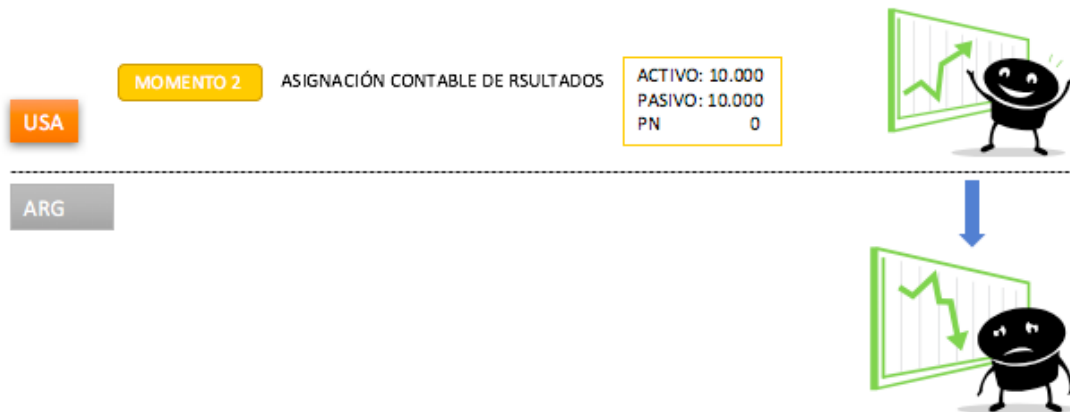 MOMENTO 2
ASIGNACIÓN CONTABLE DE RSULTADOS
ACTIVO: 10.000
PASIVO: 10.000
PN 0
USA
ARG